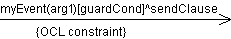 myEvent(arg1)[guardCond]^sendClause
{OCL constraint}